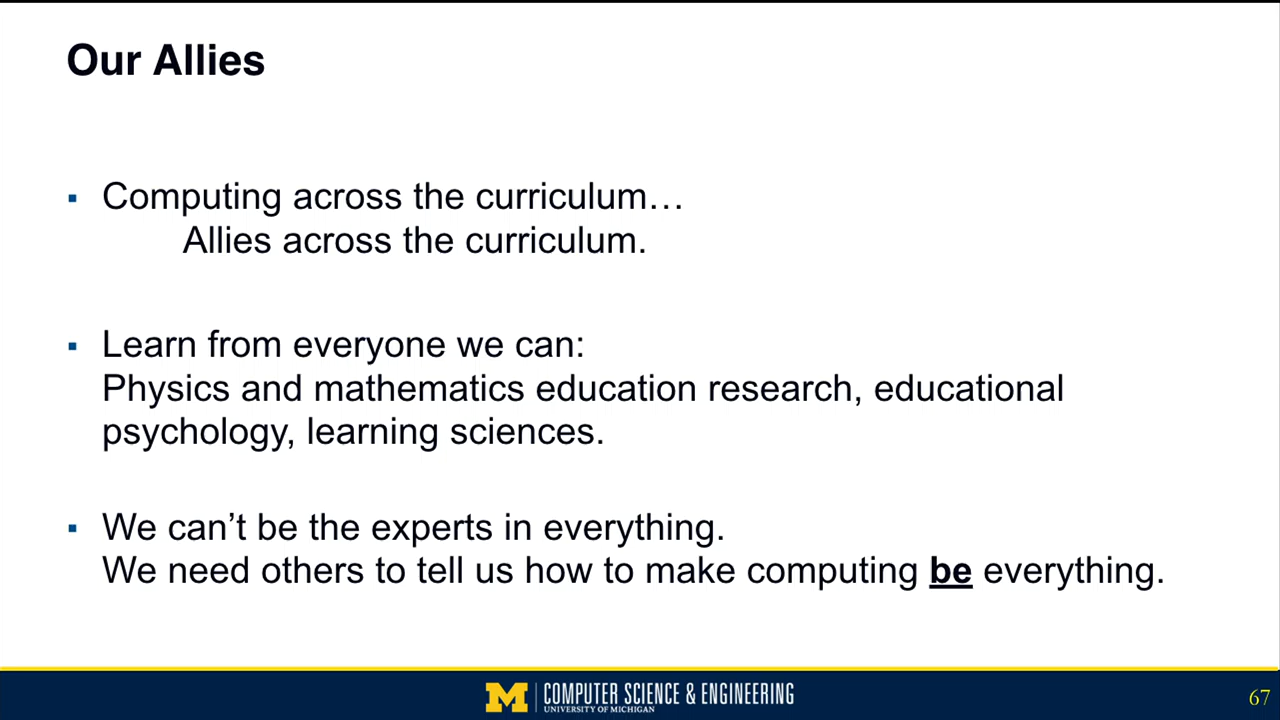 Our Allies
▪ Computing across the curriculum…
Allies across the curriculum.
▪ Learn from everyone we can:
Physics and mathematics education research, educational
psychology, learning sciences.
▪ We can’t be the experts in everything.
We need others to tell us how to make computing be everything.
M COMPUTER SCIENCE & ENGINEERING
UNIVERSITY OF MICHIGAN
67